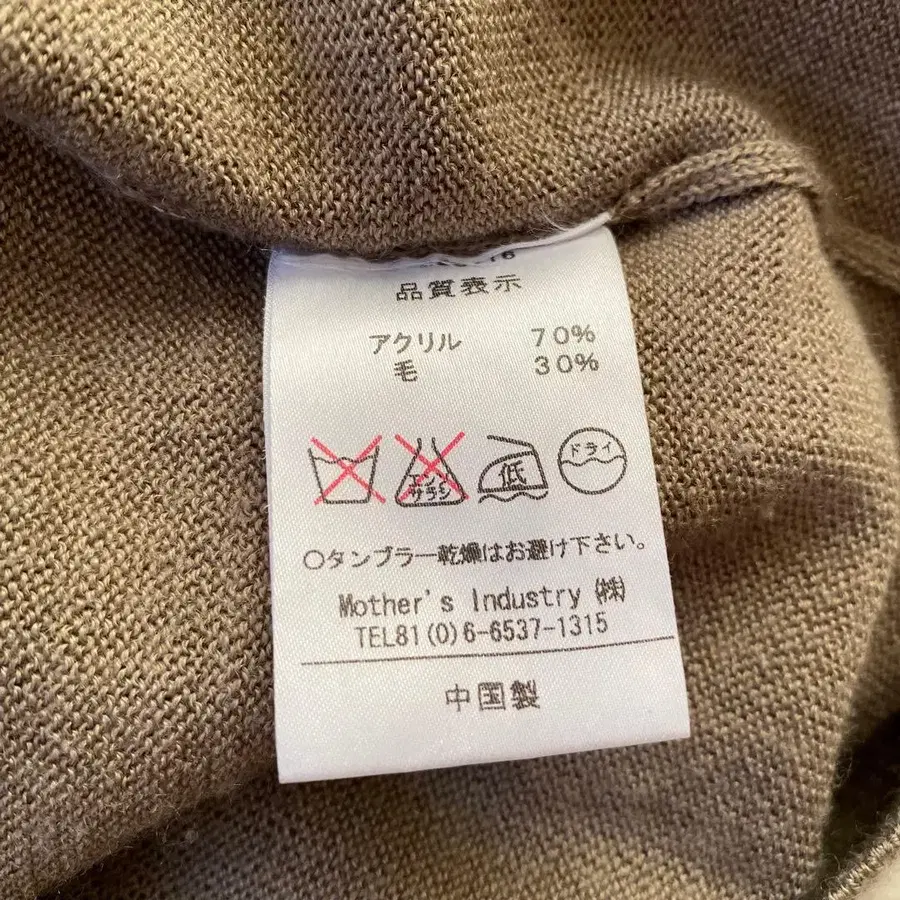 品質表示
アクリル 70%
毛 30%
エンソ
サラシ
低
ドライ
○タンブラー乾燥はお避け下さい。
Mother's Industry (株)
TEL81(0)6-6537-1315
中国製